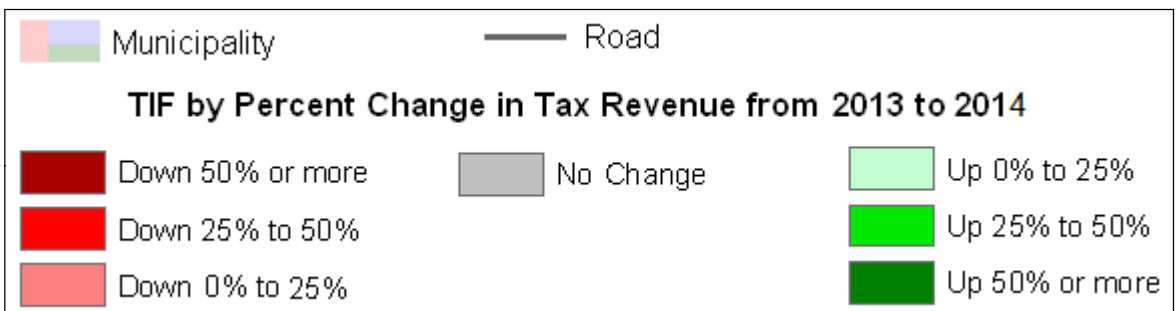 Municipality Road
TIF by Percent Change in Tax Revenue from 2013 to 2014
Down 50% or more No Change Up 0% to 25%
Down 25% to 50% Up 25% to 50%
Down 0% to 25% Up 50% or more